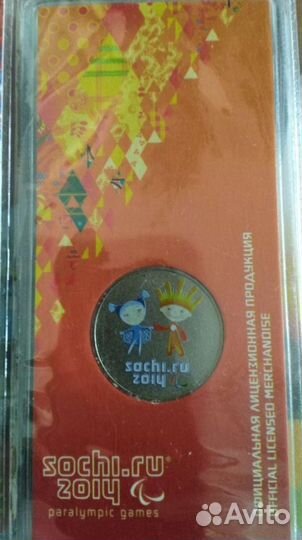 sochi.ru
2014
sochi.ru
2014
paralympic games
ОФИЦИАЛЬНАЯ ЛИЦЕНЗИОННАЯ ПРОДУКЦИЯ
OFFICIAL LICENSED MERCHANDISE
Avito